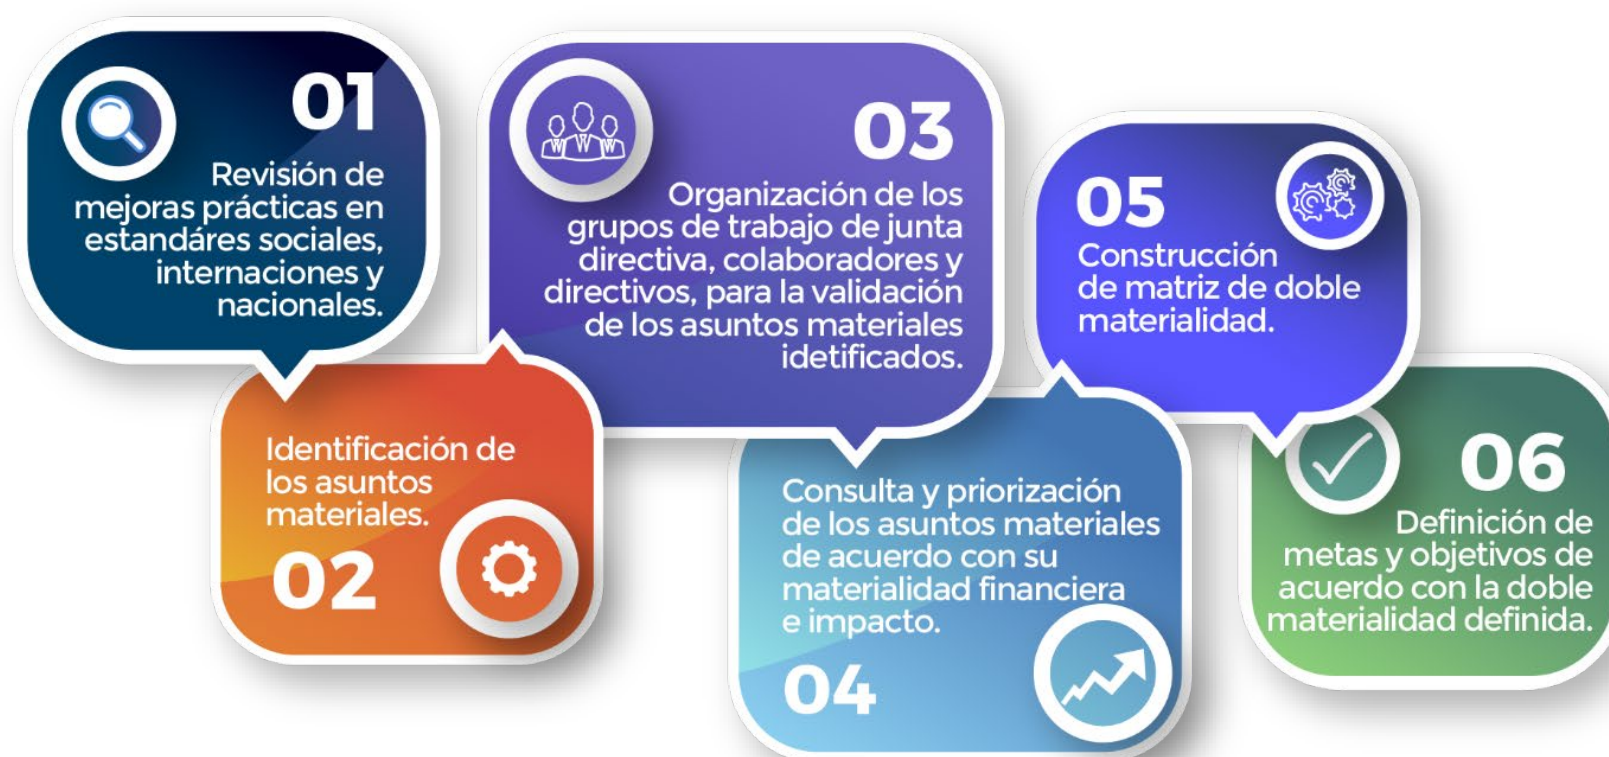 01
Revisión de
mejoras prácticas en
estandáres sociales,
internaciones y
nacionales.
Identificación de
los asuntos
materiales.
02
03
Organización de los
grupos de trabajo de junta
directiva, colaboradores y
directivos, para la validación
de los asuntos materiales
idetificados.
Consulta y priorización
de los asuntos materiales
de acuerdo con su
materialidad financiera
e impacto.
04
05
Construcción
de matriz de doble
materialidad.
06
Definición de
metas y objetivos de
acuerdo con la doble
materialidad definida.